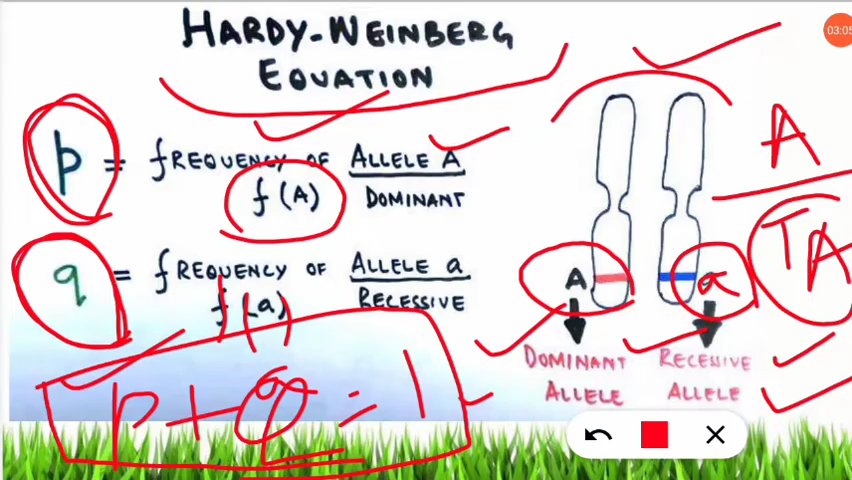 HARDY-WEINBERG
EQUATION
03:05
p = fREQUENCY OF ALLELE A
f(A) DOMINANT
A
TA
q = fREQUENCY OF ALLELE a
f(a) RECESSIVE
A
a
DOMINANT
ALLELE
RECESSIVE
ALLELE
p+q=1